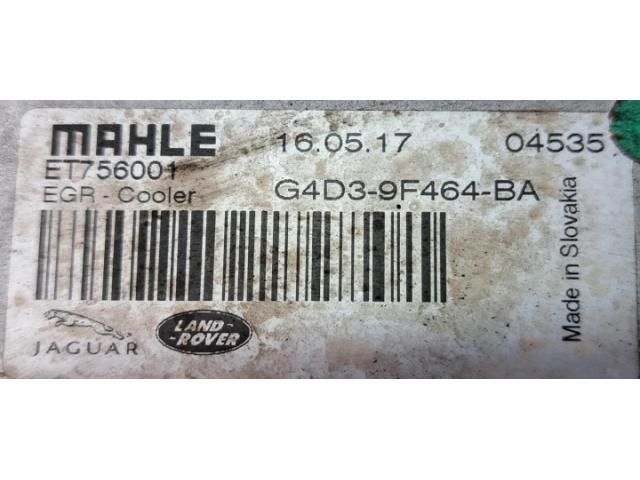 MAHLE 16.05.17 04535
ET756001
EGR - Cooler G4D3-9F464-BA
Made in Slovakia
JAGUAR LAND-ROVER